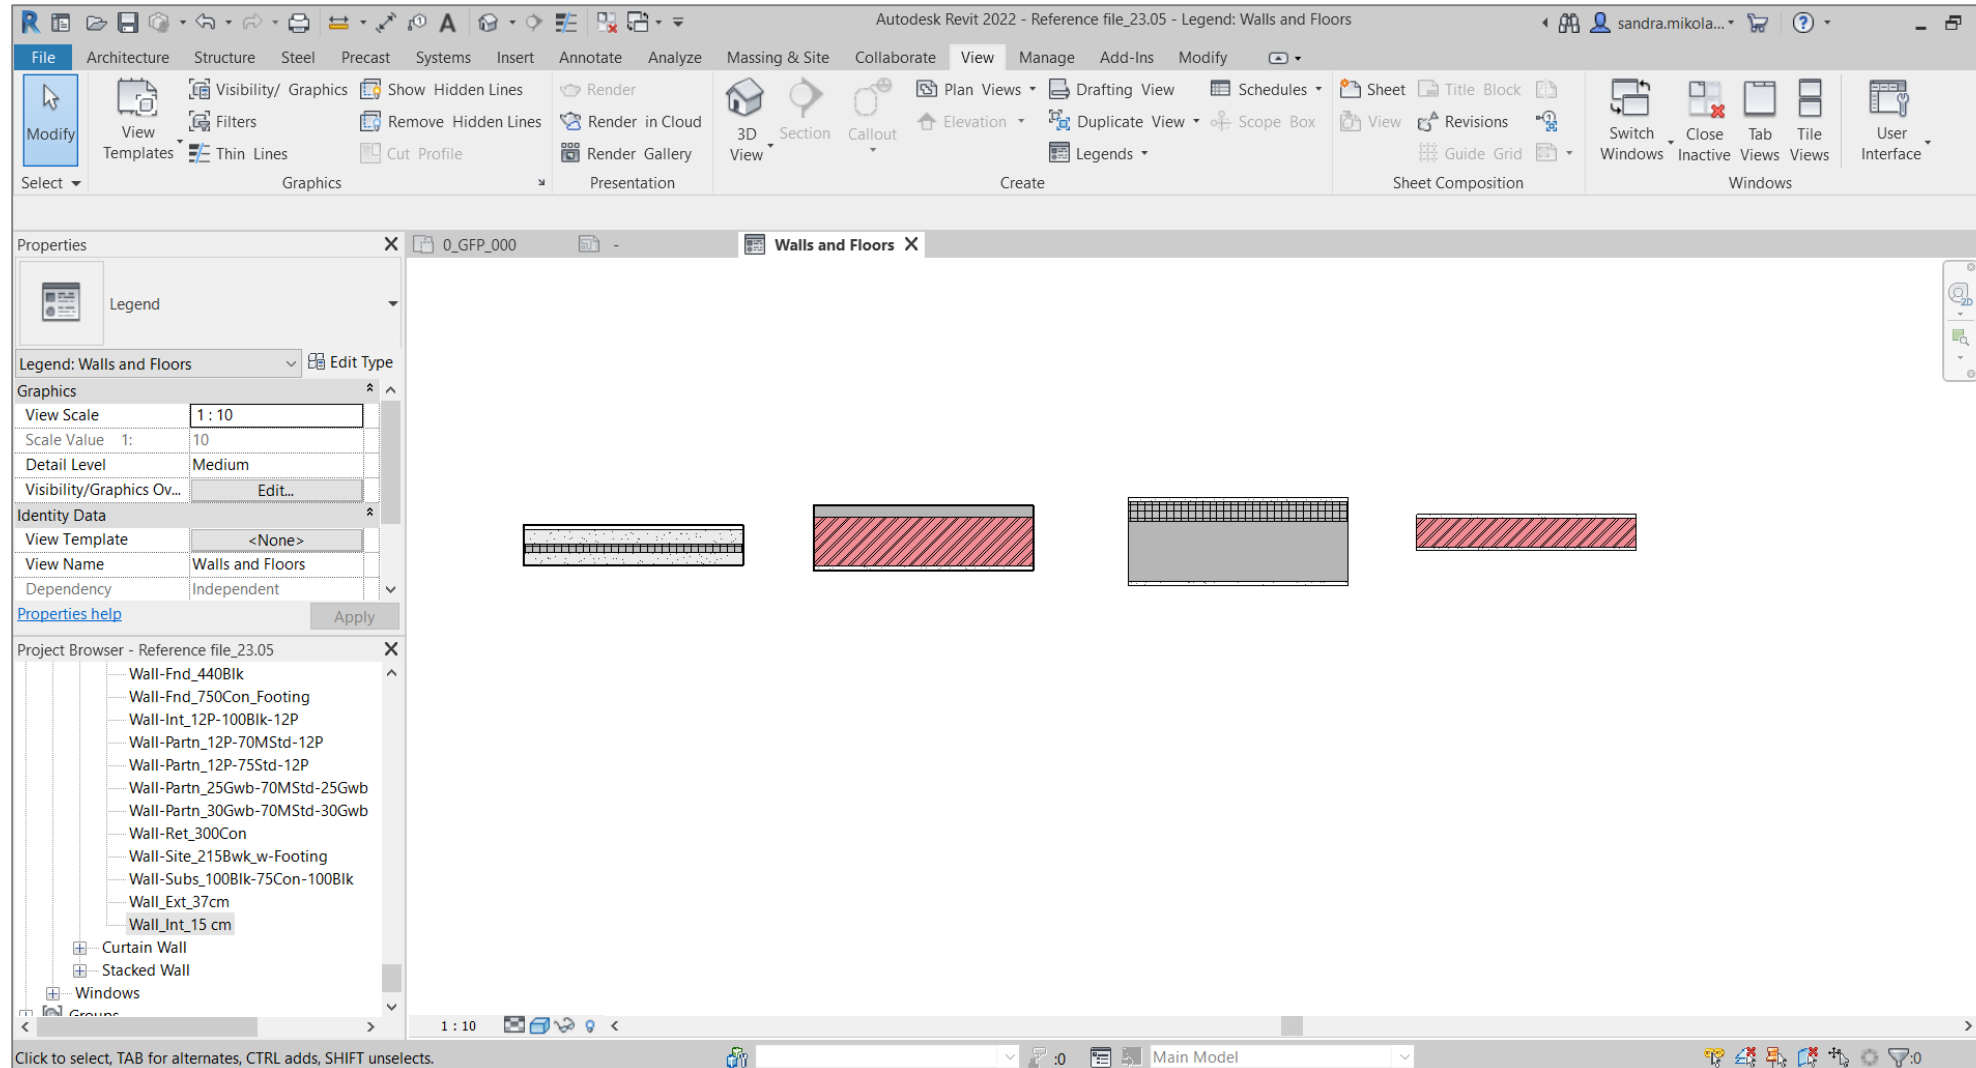 Autodesk Revit 2022 - Reference file_23.05 - Legend: Walls and Floors
sandra.mikola...
File Architecture Structure Steel Precast Systems Insert Annotate Analyze Massing & Site Collaborate View Manage Add-Ins Modify
Visibility/ Graphics Show Hidden Lines Render Plan Views Drafting View Schedules Sheet Title Block
Modify View Templates Filters Remove Hidden Lines Render in Cloud 3D View Section Callout Elevation Duplicate View Scope Box View Revisions Switch Windows Close Inactive Tab Views Tile Views User Interface
Thin Lines Cut Profile Render Gallery Legends Guide Grid
Select Graphics Presentation Create Sheet Composition Windows
Properties 0_GFP_000 - Walls and Floors
Legend
2D
Legend: Walls and Floors Edit Type
Graphics
View Scale 1 : 10
Scale Value 1: 10
Detail Level Medium
Visibility/Graphics Ov... Edit...
Identity Data
View Template <None>
View Name Walls and Floors
Dependency Independent
Properties help Apply
Project Browser - Reference file_23.05
Wall-Fnd_440Blk
Wall-Fnd_750Con_Footing
Wall-Int_12P-100Blk-12P
Wall-Partn_12P-70MStd-12P
Wall-Partn_12P-75Std-12P
Wall-Partn_25Gwb-70MStd-25Gwb
Wall-Partn_30Gwb-70MStd-30Gwb
Wall-Ret_300Con
Wall-Site_215Bwk_w-Footing
Wall-Subs_100Blk-75Con-100Blk
Wall_Ext_37cm
Wall_Int_15 cm
Curtain Wall
Stacked Wall
Windows
Groups
1 : 10
Click to select, TAB for alternates, CTRL adds, SHIFT unselects. :0 Main Model :0